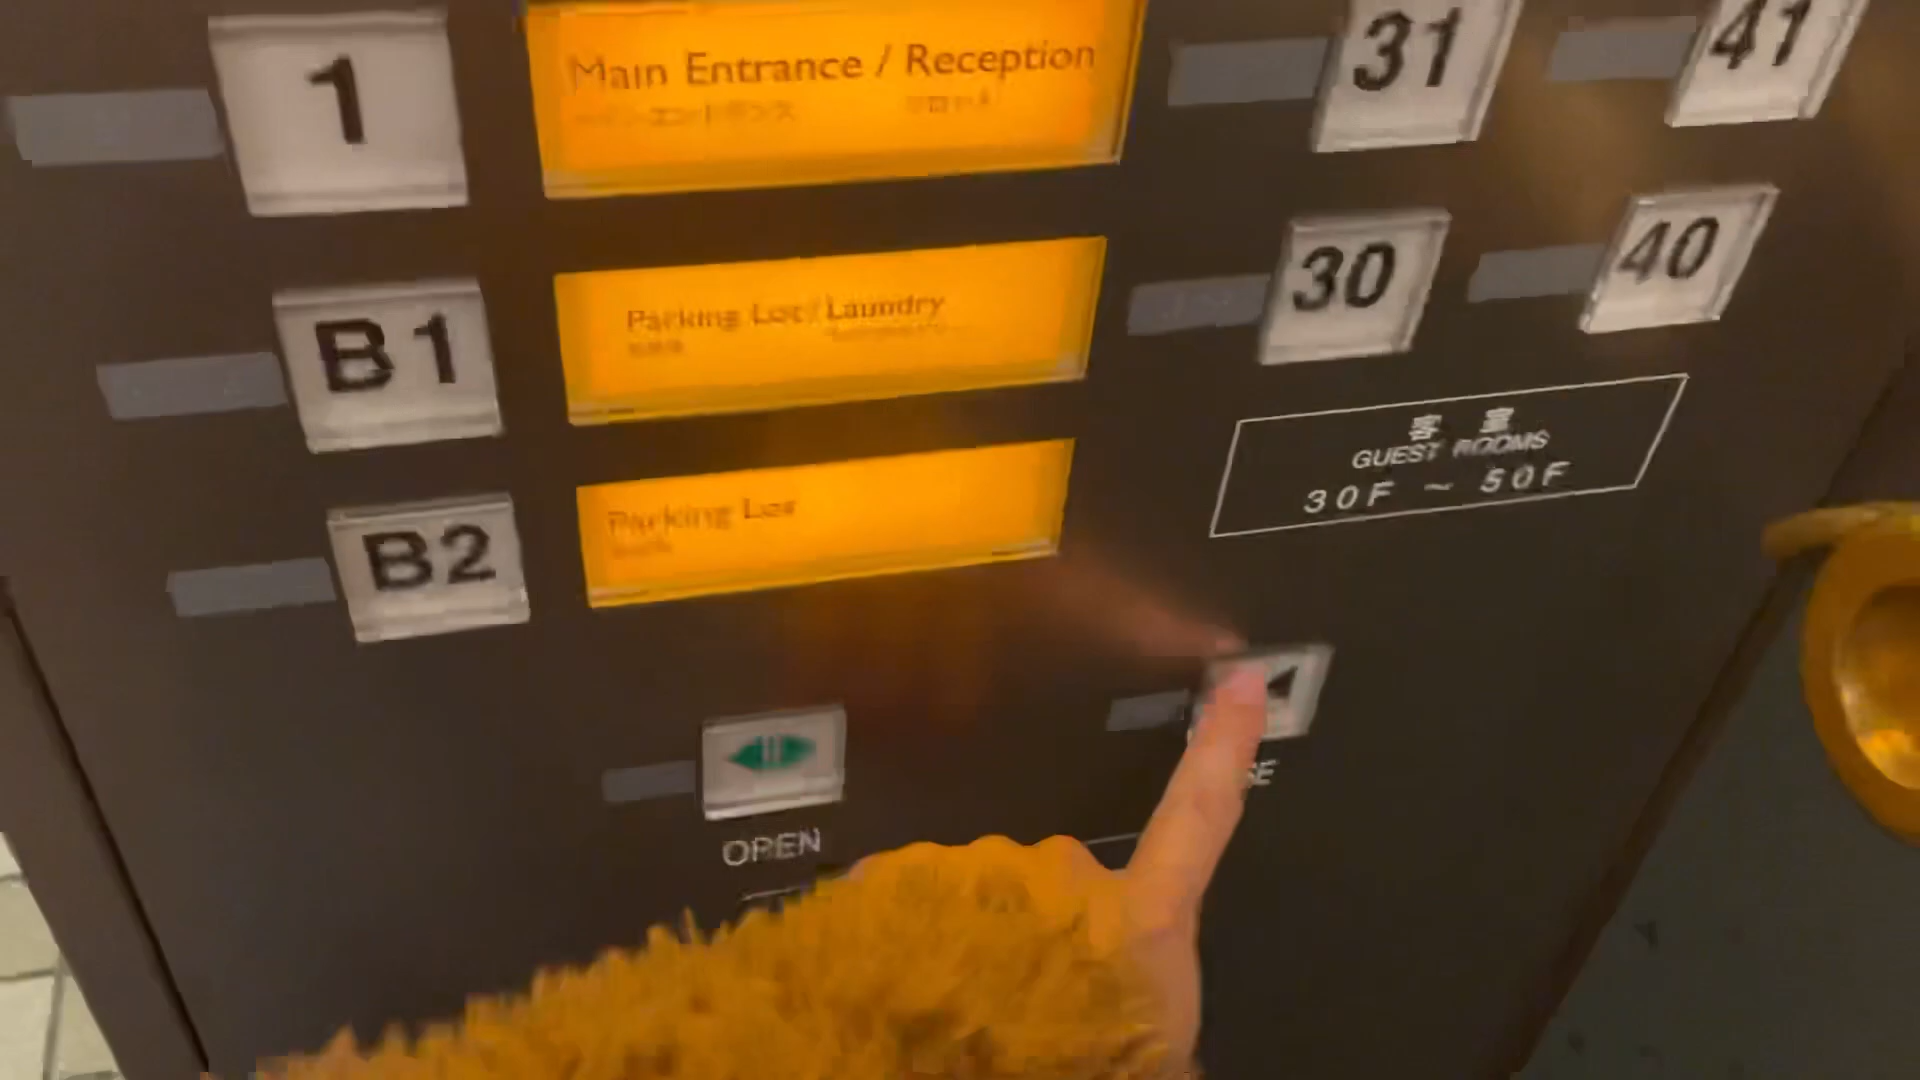 1
Main Entrance / Reception
31
41
B1
Parking Lot / Laundry
30
40
客室
GUEST ROOMS
30F ~ 50F
B2
Parking Lot
OPEN